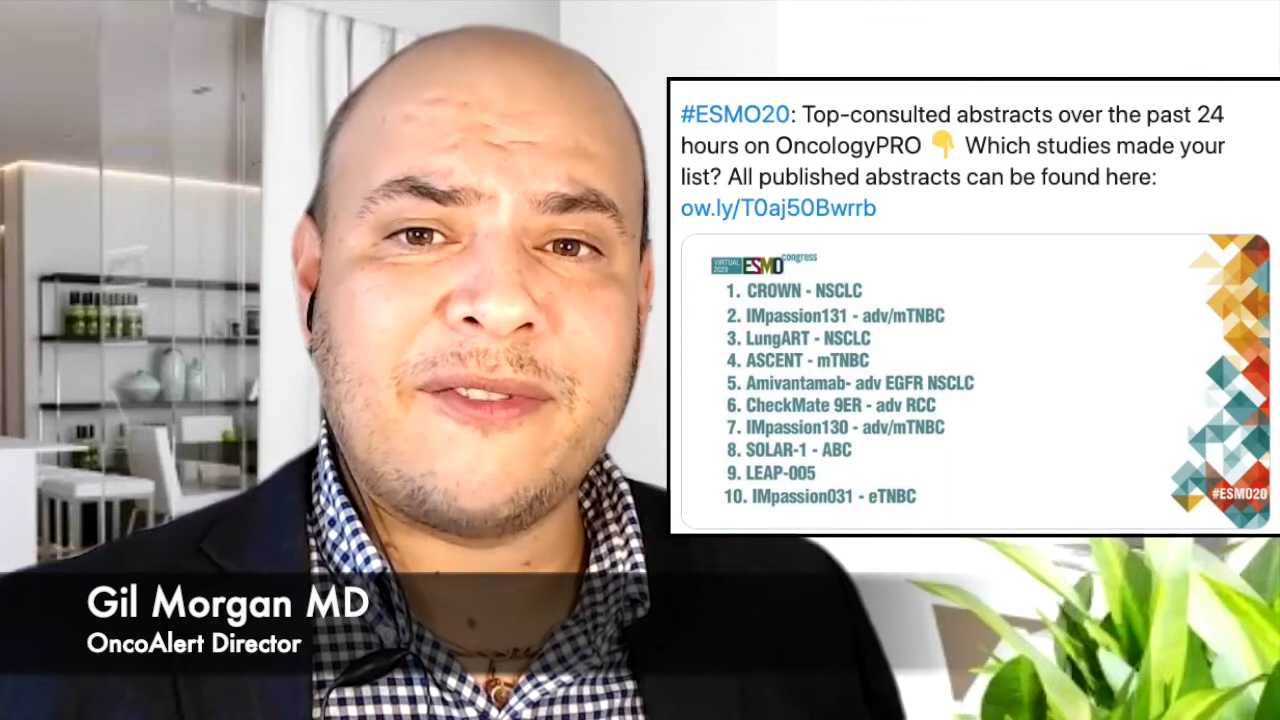 #ESMO20: Top-consulted abstracts over the past 24
hours on OncologyPRO 👇 Which studies made your
list? All published abstracts can be found here:
ow.ly/T0aj50Bwrrb
VIRTUAL
2020
ESMO congress
1. CROWN - NSCLC
2. IMpassion131 - adv/mTNBC
3. LungART - NSCLC
4. ASCENT - mTNBC
5. Amivantamab- adv EGFR NSCLC
6. CheckMate 9ER - adv RCC
7. IMpassion130 - adv/mTNBC
8. SOLAR-1 - ABC
9. LEAP-005
10. IMpassion031 - eTNBC
#ESMO20
Gil Morgan MD
OncoAlert Director